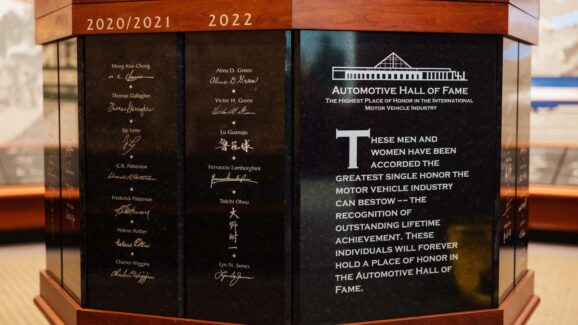 2020/2021
Mong-Koo Chung
Thomas Gallagher
Jay Leno
C.R. Patterson
Frederick Patterson
Helene Rother
Charles Wiggins
2022
Alma D. Green
Victor H. Green
Lu Guanqiu
鲁冠球
Ferruccio Lamborghini
Taiichi Ohno
大野耐一
Lyn St. James
Automotive Hall of Fame
The Highest Place of Honor in the International
Motor Vehicle Industry
These men and
women have been
accorded the
greatest single honor the
motor vehicle industry
can bestow -- the
recognition of
outstanding lifetime
achievement. These
individuals will forever
hold a place of honor in
the Automotive Hall of
Fame.